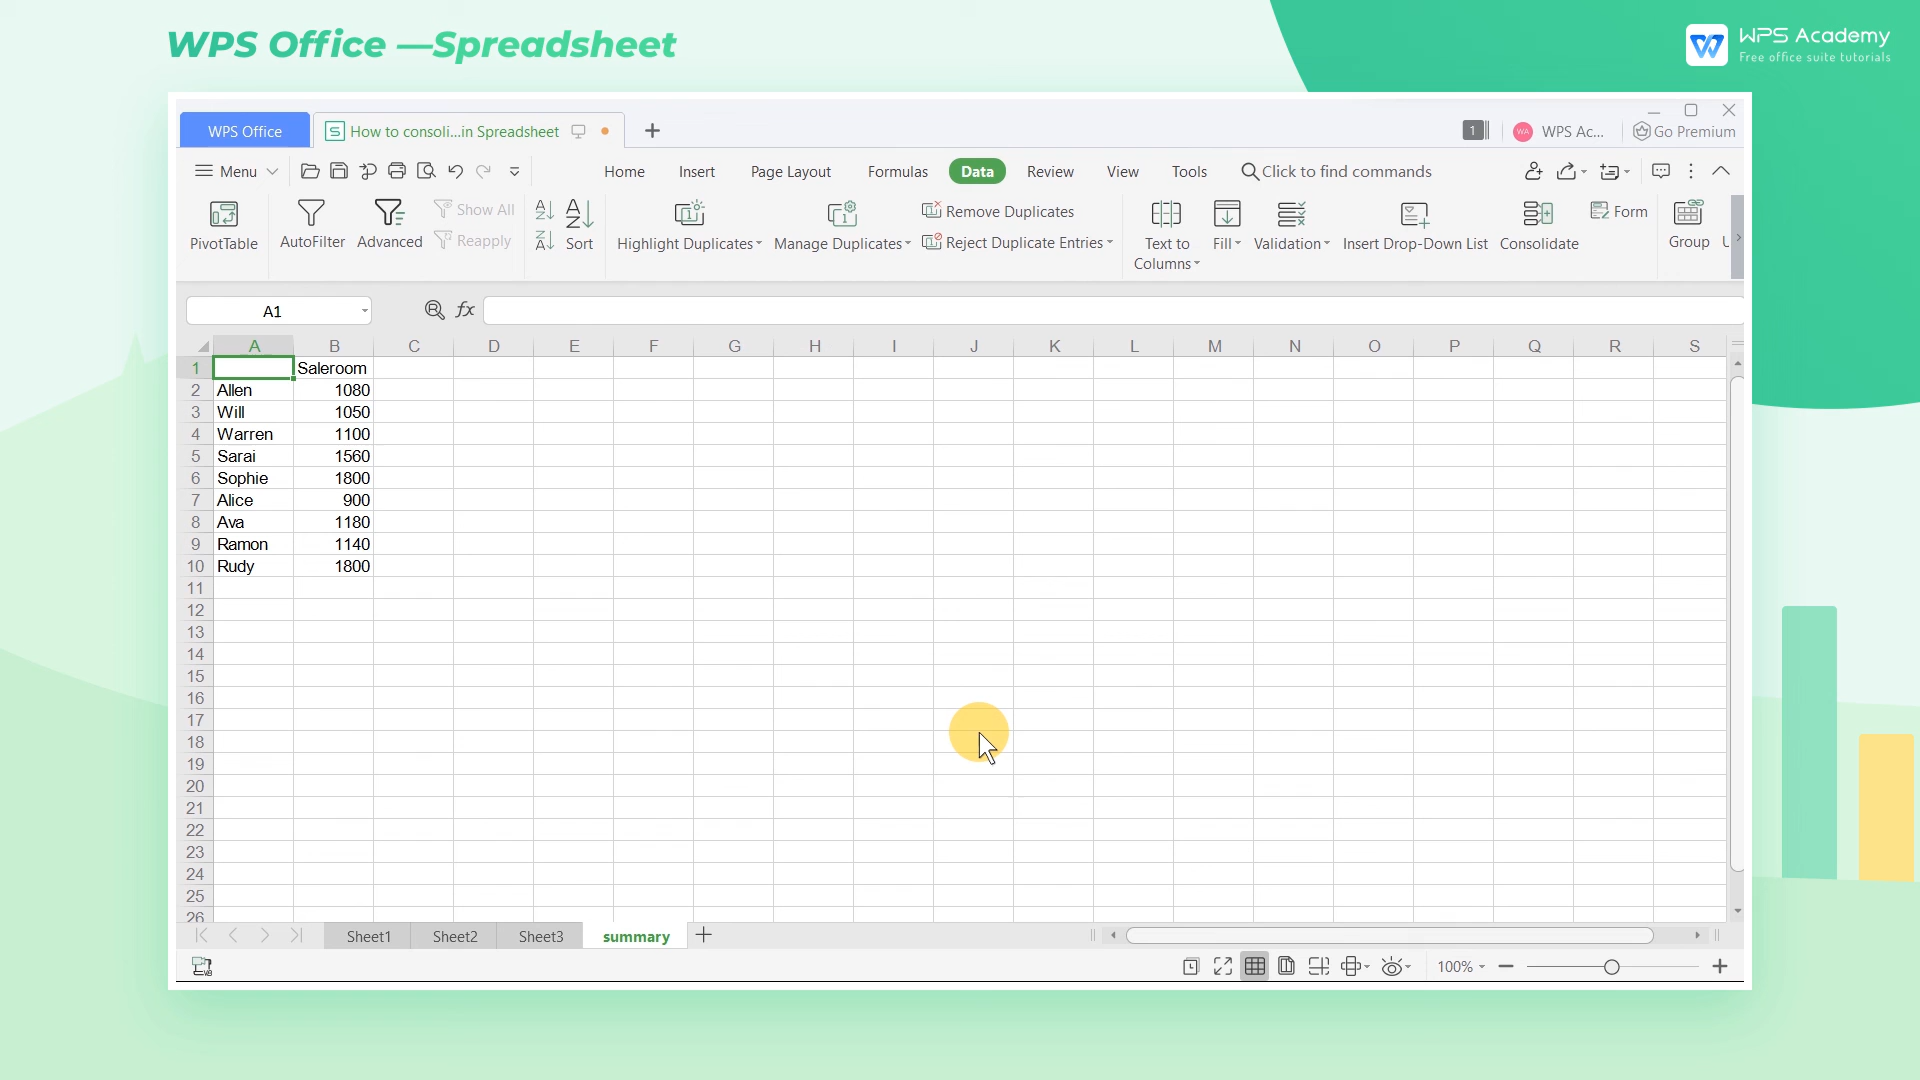 WPS Office —Spreadsheet
WPS Academy
Free office suite tutorials
WPS Office
How to consoli...in Spreadsheet
1
WA
WPS Ac...
Go Premium
Menu
Home
Insert
Page Layout
Formulas
Data
Review
View
Tools
Click to find commands
PivotTable
AutoFilter
Advanced
Show All
Reapply
Sort
Highlight Duplicates
Manage Duplicates
Remove Duplicates
Reject Duplicate Entries
Text to
Columns
Fill
Validation
Insert Drop-Down List
Consolidate
Form
Group
A1
fx
A B C D E F G H I J K L M N O P Q R S
1 Saleroom
2 Allen 1080
3 Will 1050
4 Warren 1100
5 Sarai 1560
6 Sophie 1800
7 Alice 900
8 Ava 1180
9 Ramon 1140
10 Rudy 1800
11
12
13
14
15
16
17
18
19
20
21
22
23
24
25
26
Sheet1
Sheet2
Sheet3
summary
100%